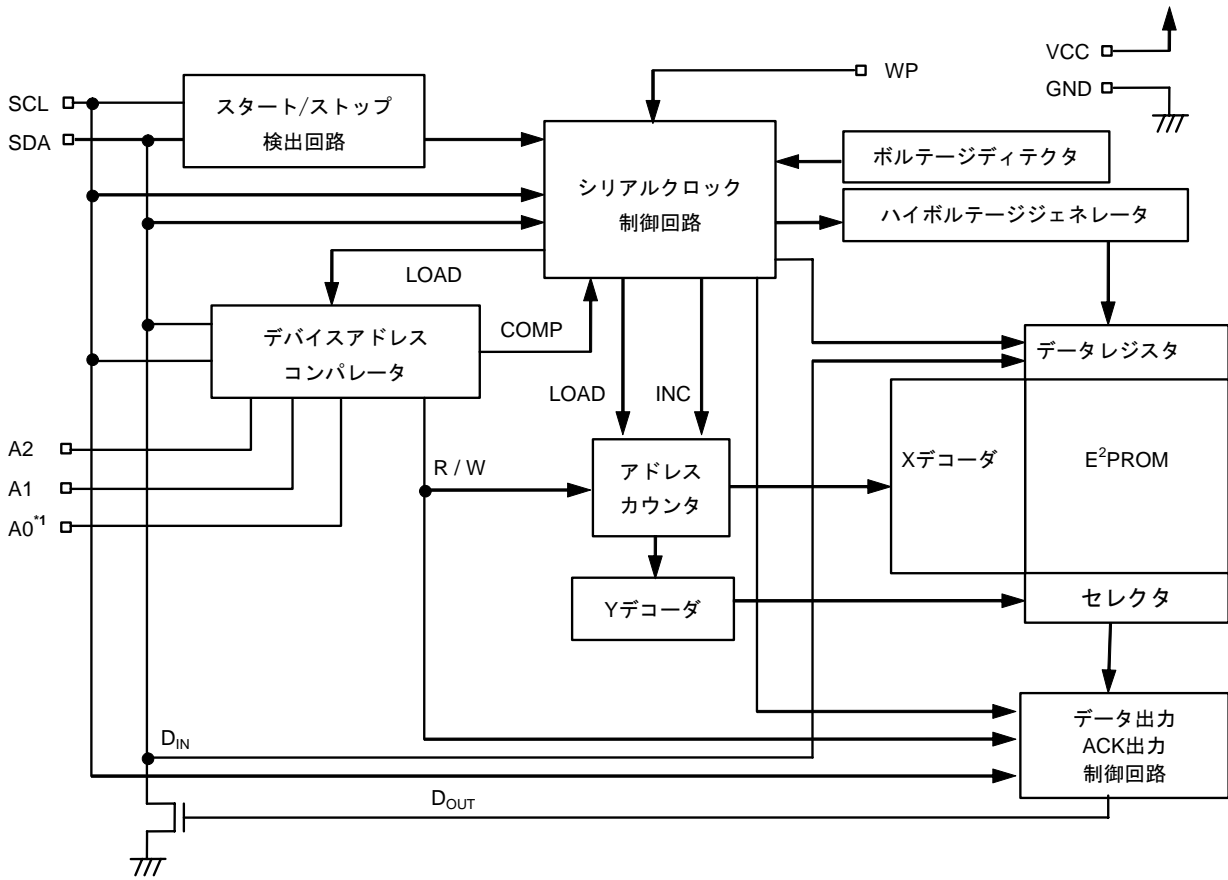 VCC
GND
WP
SCL
SDA
スタート/ストップ
検出回路
シリアルクロック
制御回路
ボルテージディテクタ
ハイボルテージジェネレータ
LOAD
COMP
デバイスアドレス
コンパレータ
LOAD
INC
データレジスタ
A2
A1
A0*1
R / W
アドレス
カウンタ
Xデコーダ
E²PROM
Yデコーダ
セレクタ
データ出力
ACK出力
制御回路
DIN
DOUT